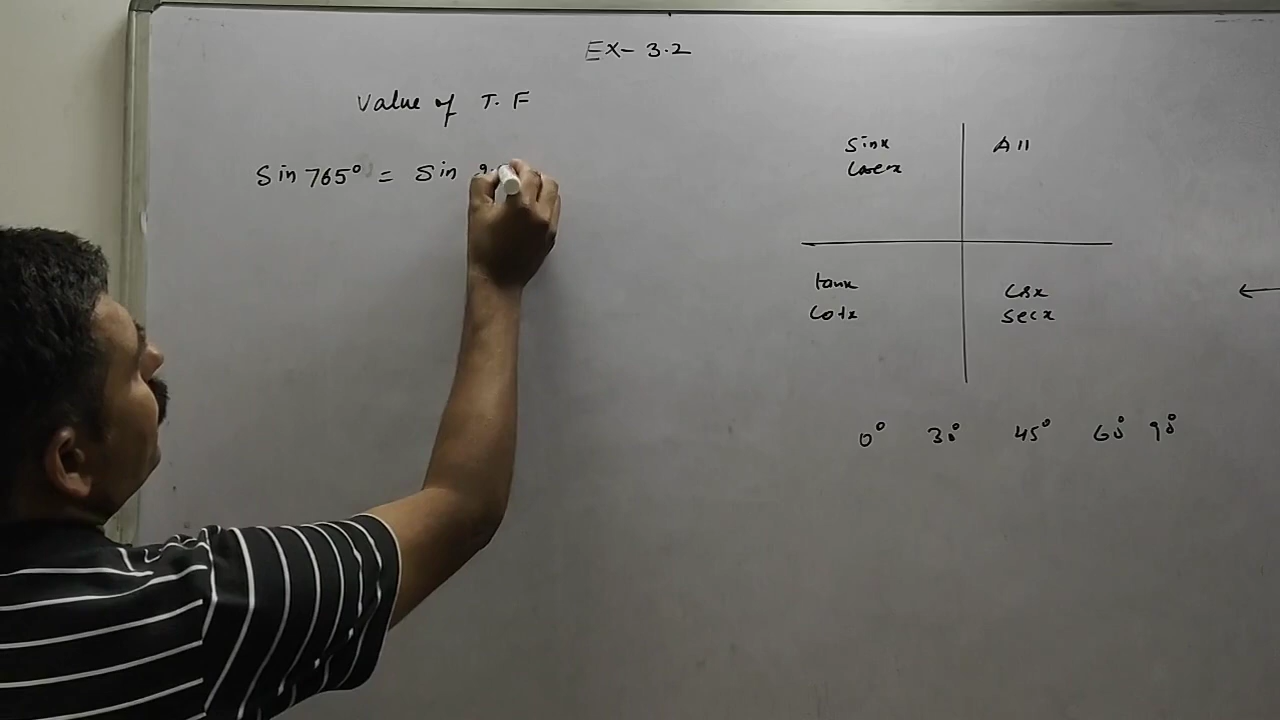 Ex- 3.2
Value of T. F
Sin 765° = Sin
Sinx
Cosecx
All
tanx
Cotx
Cosx
Secx
0° 30° 45° 60° 90°